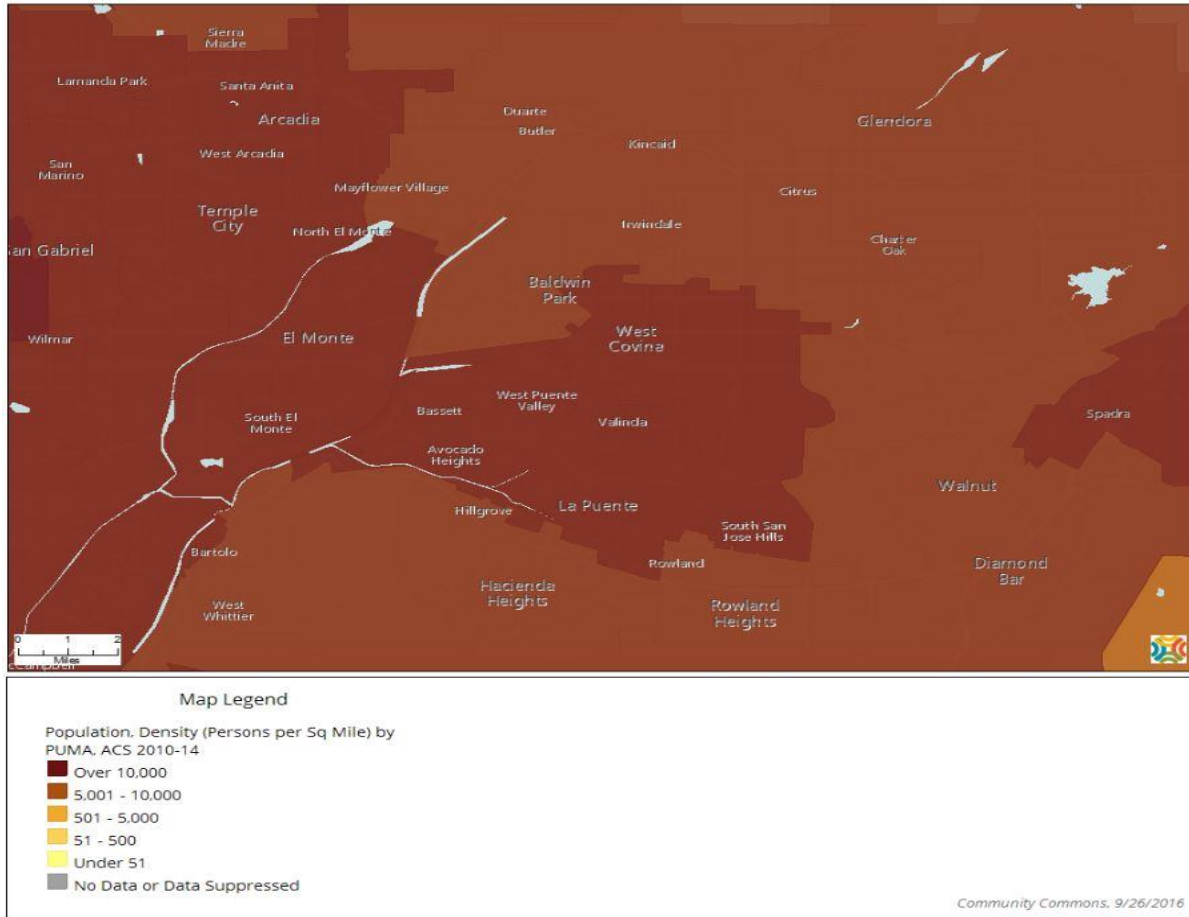 Sierra
Madre
Lamanda Park
Santa Anita
Arcadia
Duarte
Butler
Glendora
Kincaid
West Arcadia
San
Marino
Mayflower Village
Citrus
Temple
City
North El Monte
Irwindale
Charter
Oak
San Gabriel
Baldwin
Park
Wilmar
El Monte
West
Covina
West Puente
Valley
Bassett
Valinda
Spadra
South El
Monte
Avocado
Heights
Walnut
Hillgrove
La Puente
South San
Jose Hills
Bartolo
Rowland
Diamond
Bar
Hacienda
Heights
West
Whittier
Rowland
Heights
0 1 2
Miles
Map Legend
Population, Density (Persons per Sq Mile) by
PUMA, ACS 2010-14
Over 10,000
5,001 - 10,000
501 - 5,000
51 - 500
Under 51
No Data or Data Suppressed
Community Commons, 9/26/2016